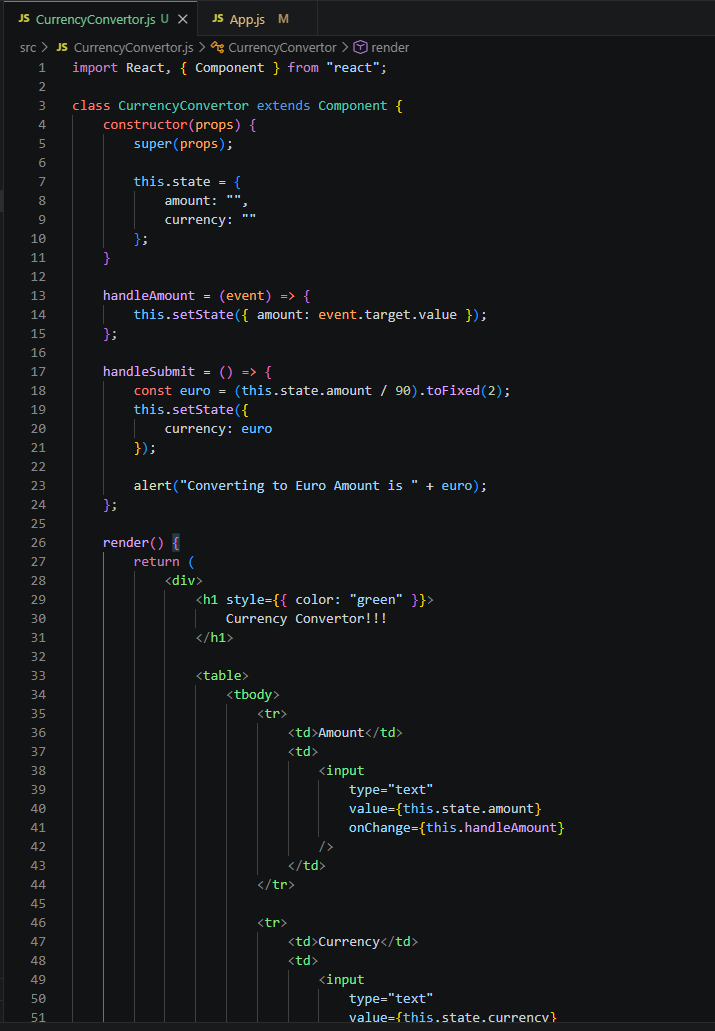 JS CurrencyConvertor.js U × JS App.js M
src > JS CurrencyConvertor.js > CurrencyConvertor > render
1 import React, { Component } from "react";
2
3 class CurrencyConvertor extends Component {
4 constructor(props) {
5 super(props);
6
7 this.state = {
8 amount: "",
9 currency: ""
10 };
11 }
12
13 handleAmount = (event) => {
14 this.setState({ amount: event.target.value });
15 };
16
17 handleSubmit = () => {
18 const euro = (this.state.amount / 90).toFixed(2);
19 this.setState({
20 currency: euro
21 });
22
23 alert("Converting to Euro Amount is " + euro);
24 };
25
26 render() {
27 return (
28 <div>
29 <h1 style={{ color: "green" }}>
30 Currency Convertor!!!
31 </h1>
32
33 <table>
34 <tbody>
35 <tr>
36 <td>Amount</td>
37 <td>
38 <input
39 type="text"
40 value={this.state.amount}
41 onChange={this.handleAmount}
42 />
43 </td>
44 </tr>
45
46 <tr>
47 <td>Currency</td>
48 <td>
49 <input
50 type="text"
51 value={this.state.currency}